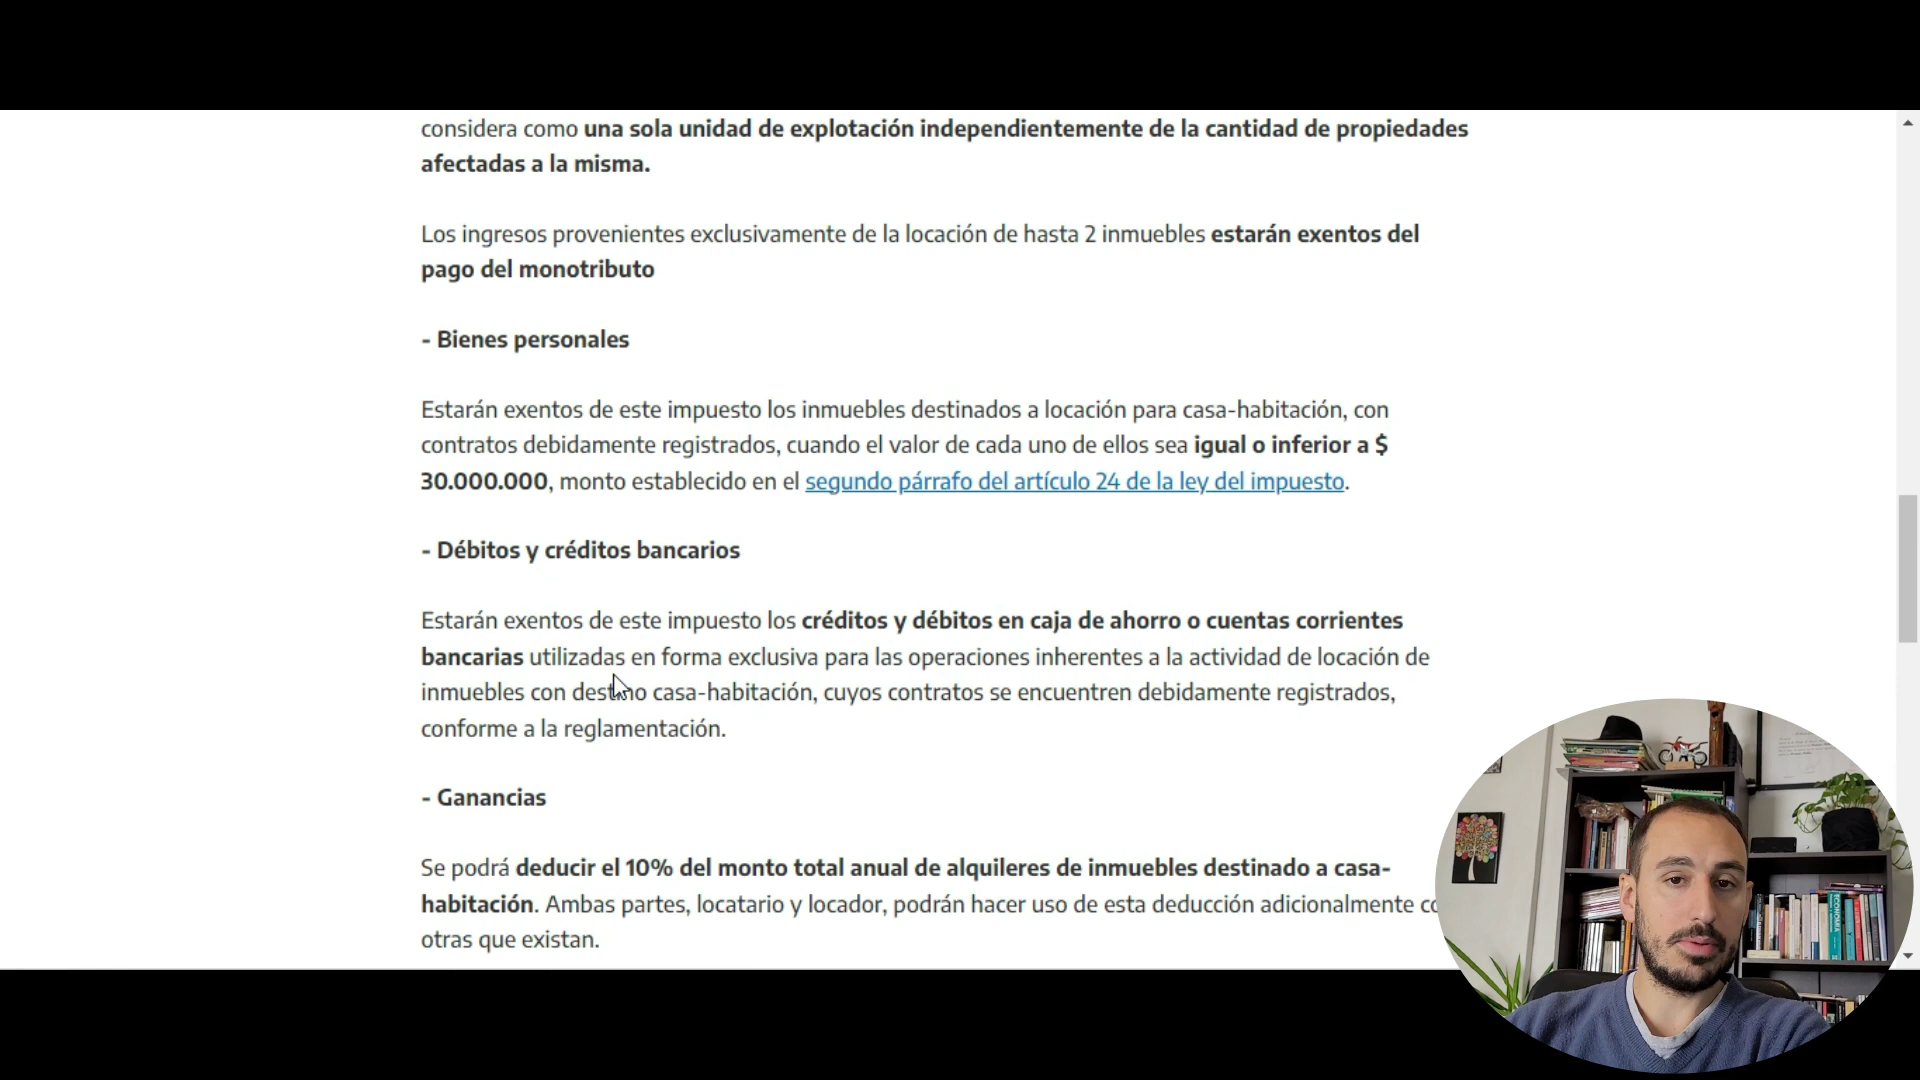 considera como una sola unidad de explotación independientemente de la cantidad de propiedades
afectadas a la misma.
Los ingresos provenientes exclusivamente de la locación de hasta 2 inmuebles estarán exentos del
pago del monotributo
- Bienes personales
Estarán exentos de este impuesto los inmuebles destinados a locación para casa-habitación, con
contratos debidamente registrados, cuando el valor de cada uno de ellos sea igual o inferior a $
30.000.000, monto establecido en el segundo párrafo del artículo 24 de la ley del impuesto.
- Débitos y créditos bancarios
Estarán exentos de este impuesto los créditos y débitos en caja de ahorro o cuentas corrientes
bancarias utilizadas en forma exclusiva para las operaciones inherentes a la actividad de locación de
inmuebles con destino casa-habitación, cuyos contratos se encuentren debidamente registrados,
conforme a la reglamentación.
- Ganancias
Se podrá deducir el 10% del monto total anual de alquileres de inmuebles destinado a casa-
habitación. Ambas partes, locatario y locador, podrán hacer uso de esta deducción adicionalmente
otras que existan.